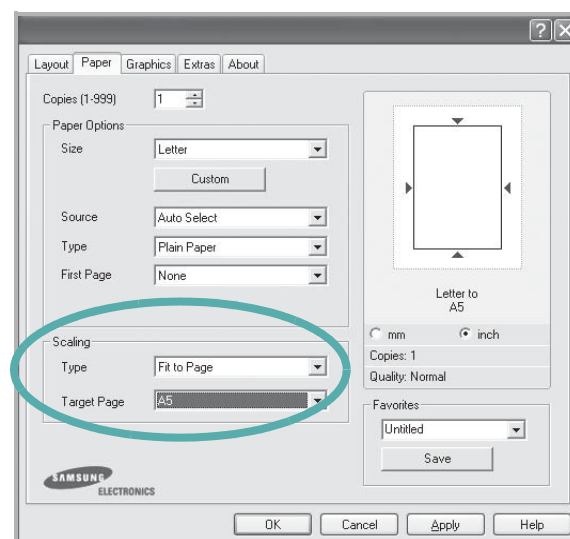 Layout Paper Graphics Extras About
Copies (1-999) 1
Paper Options
Size Letter
Custom
Source Auto Select
Type Plain Paper
First Page None
Letter to
A5
mm inch
Copies: 1
Quality: Normal
Scaling
Type Fit to Page
Target Page A5
Favorites
Untitled
Save
SAMSUNG
ELECTRONICS
OK Cancel Apply Help